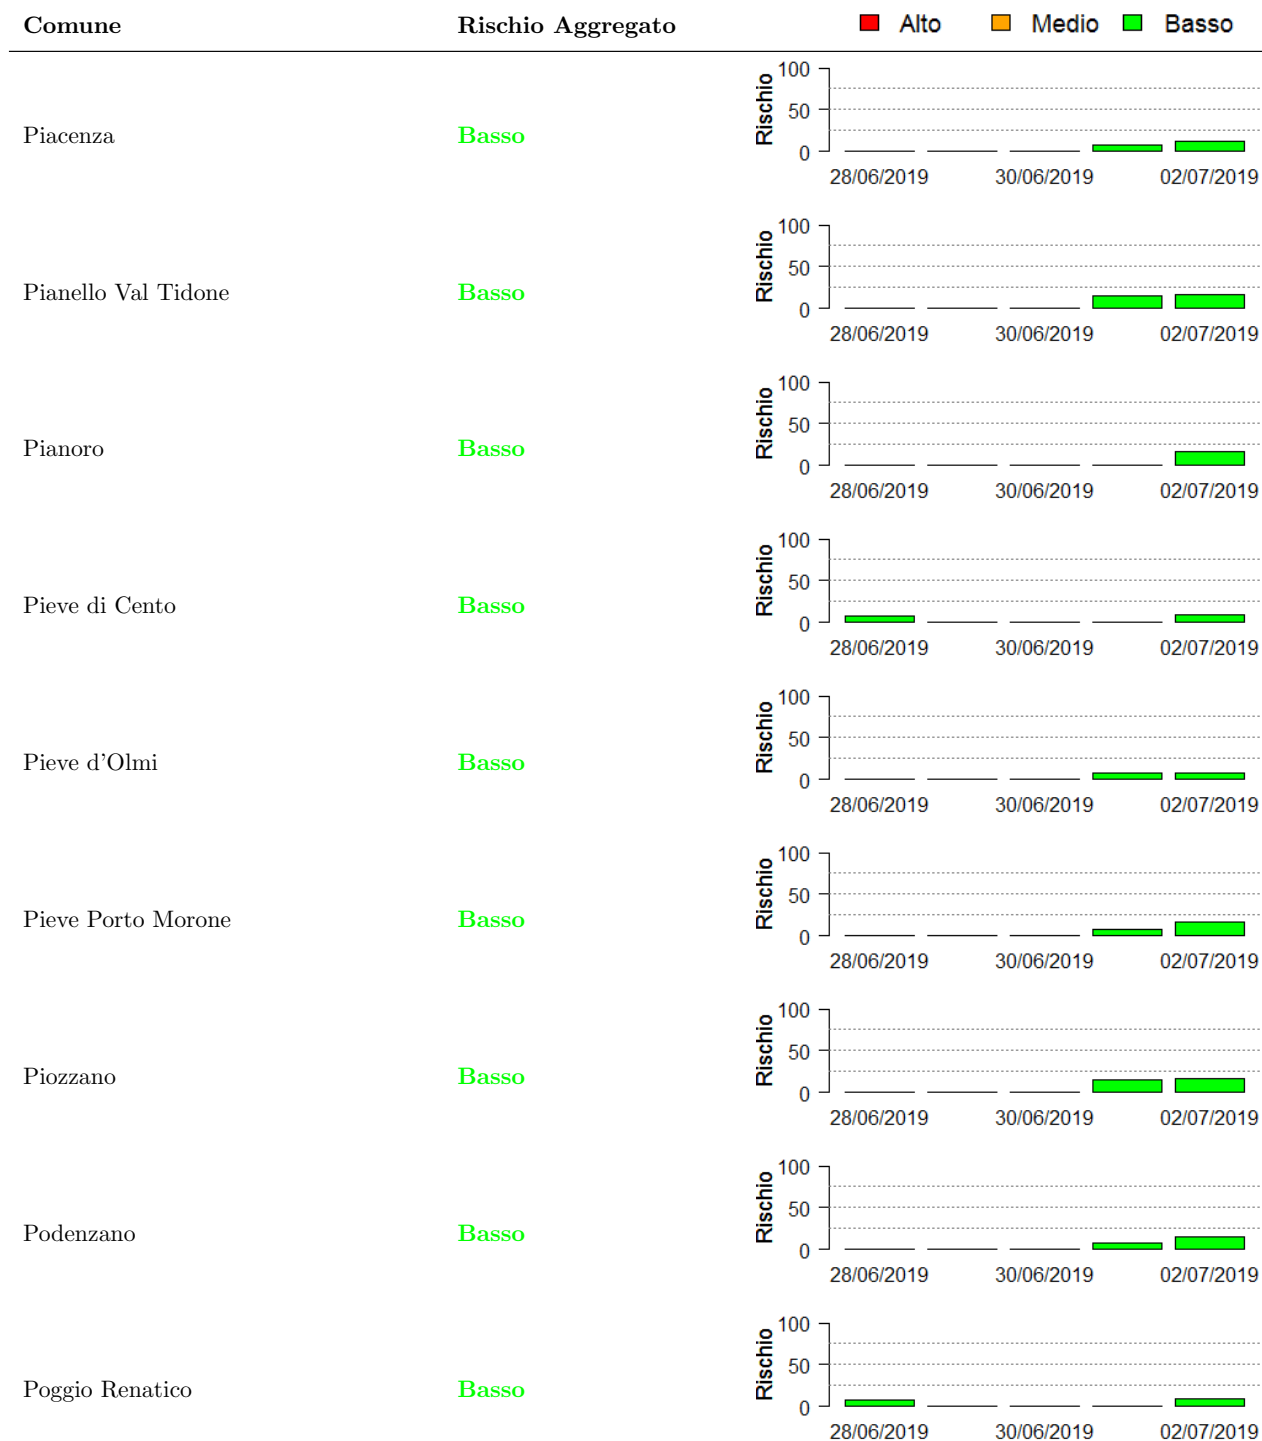 Comune Rischio Aggregato Alto Medio Basso
100
50
0
Rischio
Piacenza Basso
28/06/2019 30/06/2019 02/07/2019
100
50
0
Rischio
Pianello Val Tidone Basso
28/06/2019 30/06/2019 02/07/2019
100
50
0
Rischio
Pianoro Basso
28/06/2019 30/06/2019 02/07/2019
100
50
0
Rischio
Pieve di Cento Basso
28/06/2019 30/06/2019 02/07/2019
100
50
0
Rischio
Pieve d'Olmi Basso
28/06/2019 30/06/2019 02/07/2019
100
50
0
Rischio
Pieve Porto Morone Basso
28/06/2019 30/06/2019 02/07/2019
100
50
0
Rischio
Piozzano Basso
28/06/2019 30/06/2019 02/07/2019
100
50
0
Rischio
Podenzano Basso
28/06/2019 30/06/2019 02/07/2019
100
50
0
Rischio
Poggio Renatico Basso
28/06/2019 30/06/2019 02/07/2019